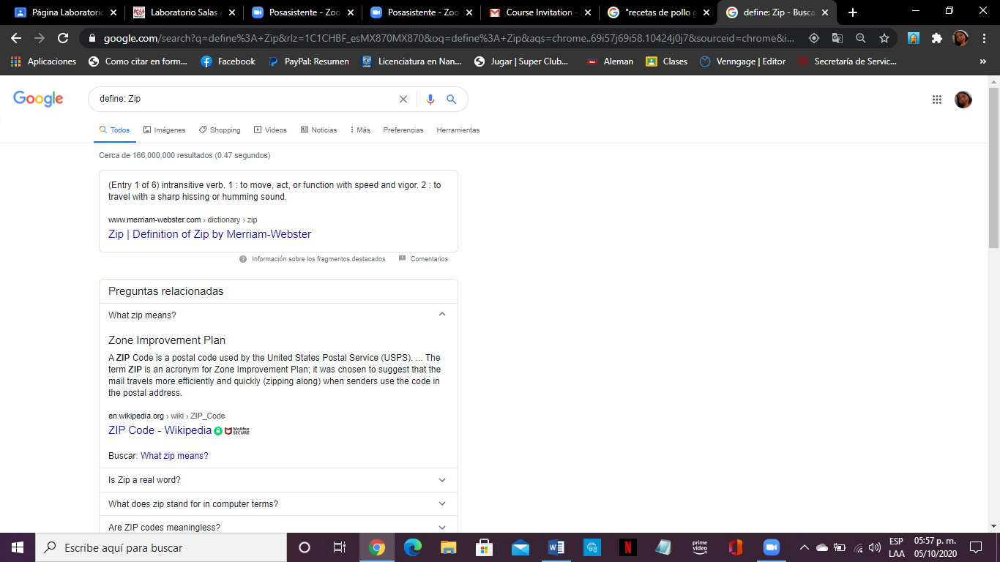 Página Laboratorio
Laboratorio Salas A
Posasistente - Zoo
Posasistente - Zoo
Course Invitation -
"recetas de pollo g
define: Zip - Busca
google.com/search?q=define%3A+Zip&rlz=1C1CHBF_esMX870MX870&oq=define%3A+Zip&aqs=chrome..69i57j69i58.10424j0j7&sourceid=chrome&i...
Aplicaciones
Como citar en form...
Facebook
PayPal: Resumen
Licenciatura en Nan...
Jugar | Super Club...
Aleman
Clases
Venngage | Editor
Secretaría de Servic...
»
Google
define: Zip
Todos
Imágenes
Shopping
Videos
Noticias
Más
Preferencias
Herramientas
Cerca de 166,000,000 resultados (0.47 segundos)
(Entry 1 of 6) intransitive verb. 1 : to move, act, or function with speed and vigor. 2 : to
travel with a sharp hissing or humming sound.
www.merriam-webster.com › dictionary › zip
Zip | Definition of Zip by Merriam-Webster
Información sobre los fragmentos destacados
Comentarios
Preguntas relacionadas
What zip means?
Zone Improvement Plan
A ZIP Code is a postal code used by the United States Postal Service (USPS). ... The
term ZIP is an acronym for Zone Improvement Plan; it was chosen to suggest that the
mail travels more efficiently and quickly (zipping along) when senders use the code in
the postal address.
en.wikipedia.org › wiki › ZIP_Code
ZIP Code - Wikipedia
McAfee
SECURE
Buscar: What zip means?
Is Zip a real word?
What does zip stand for in computer terms?
Are ZIP codes meaningless?
Escribe aquí para buscar
prime
video
ESP
LAA
05:57 p. m.
05/10/2020